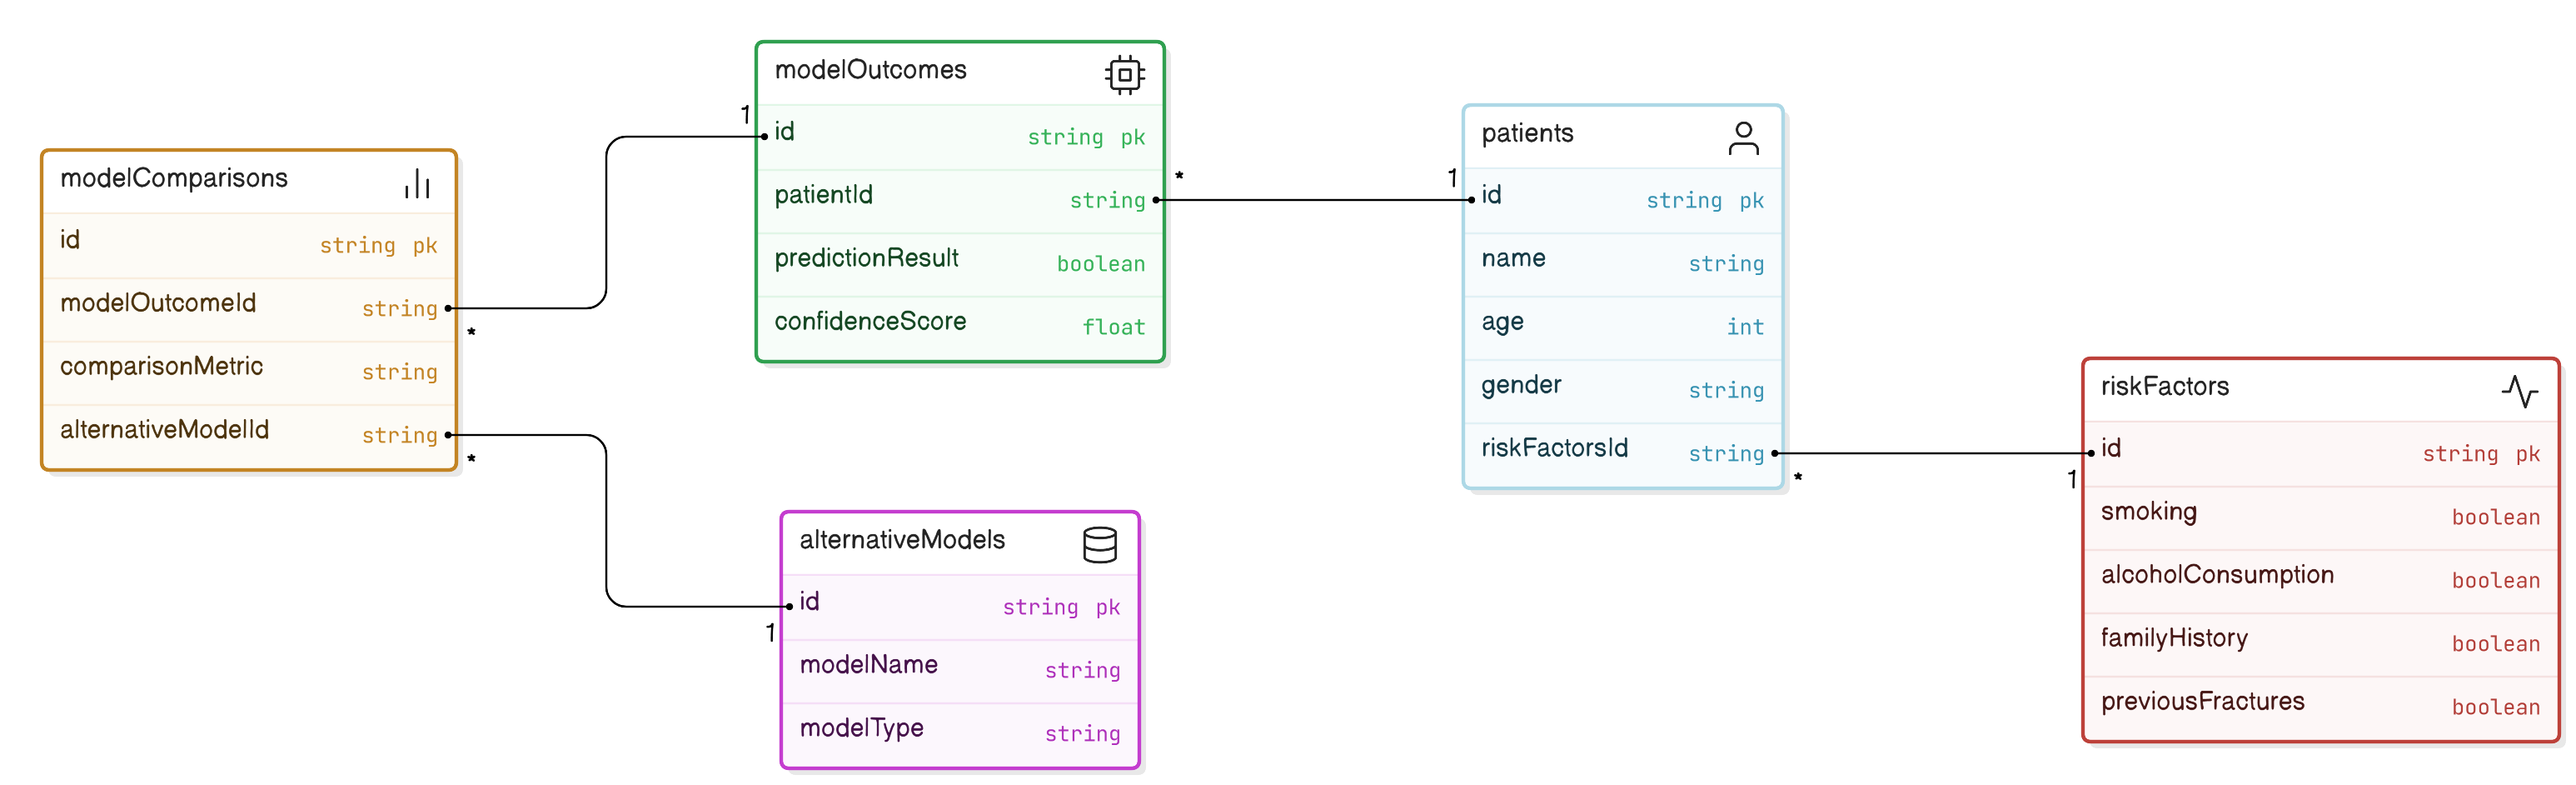 modelComparisons
id string pk
modelOutcomeId string
comparisonMetric string
alternativeModelId string
*
*
modelOutcomes
1
id string pk
patientId string
predictionResult boolean
confidenceScore float
*
alternativeModels
id string pk
1
modelName string
modelType string
patients
1
id string pk
name string
age int
gender string
riskFactorsId string
*
riskFactors
id string pk
1
smoking boolean
alcoholConsumption boolean
familyHistory boolean
previousFractures boolean